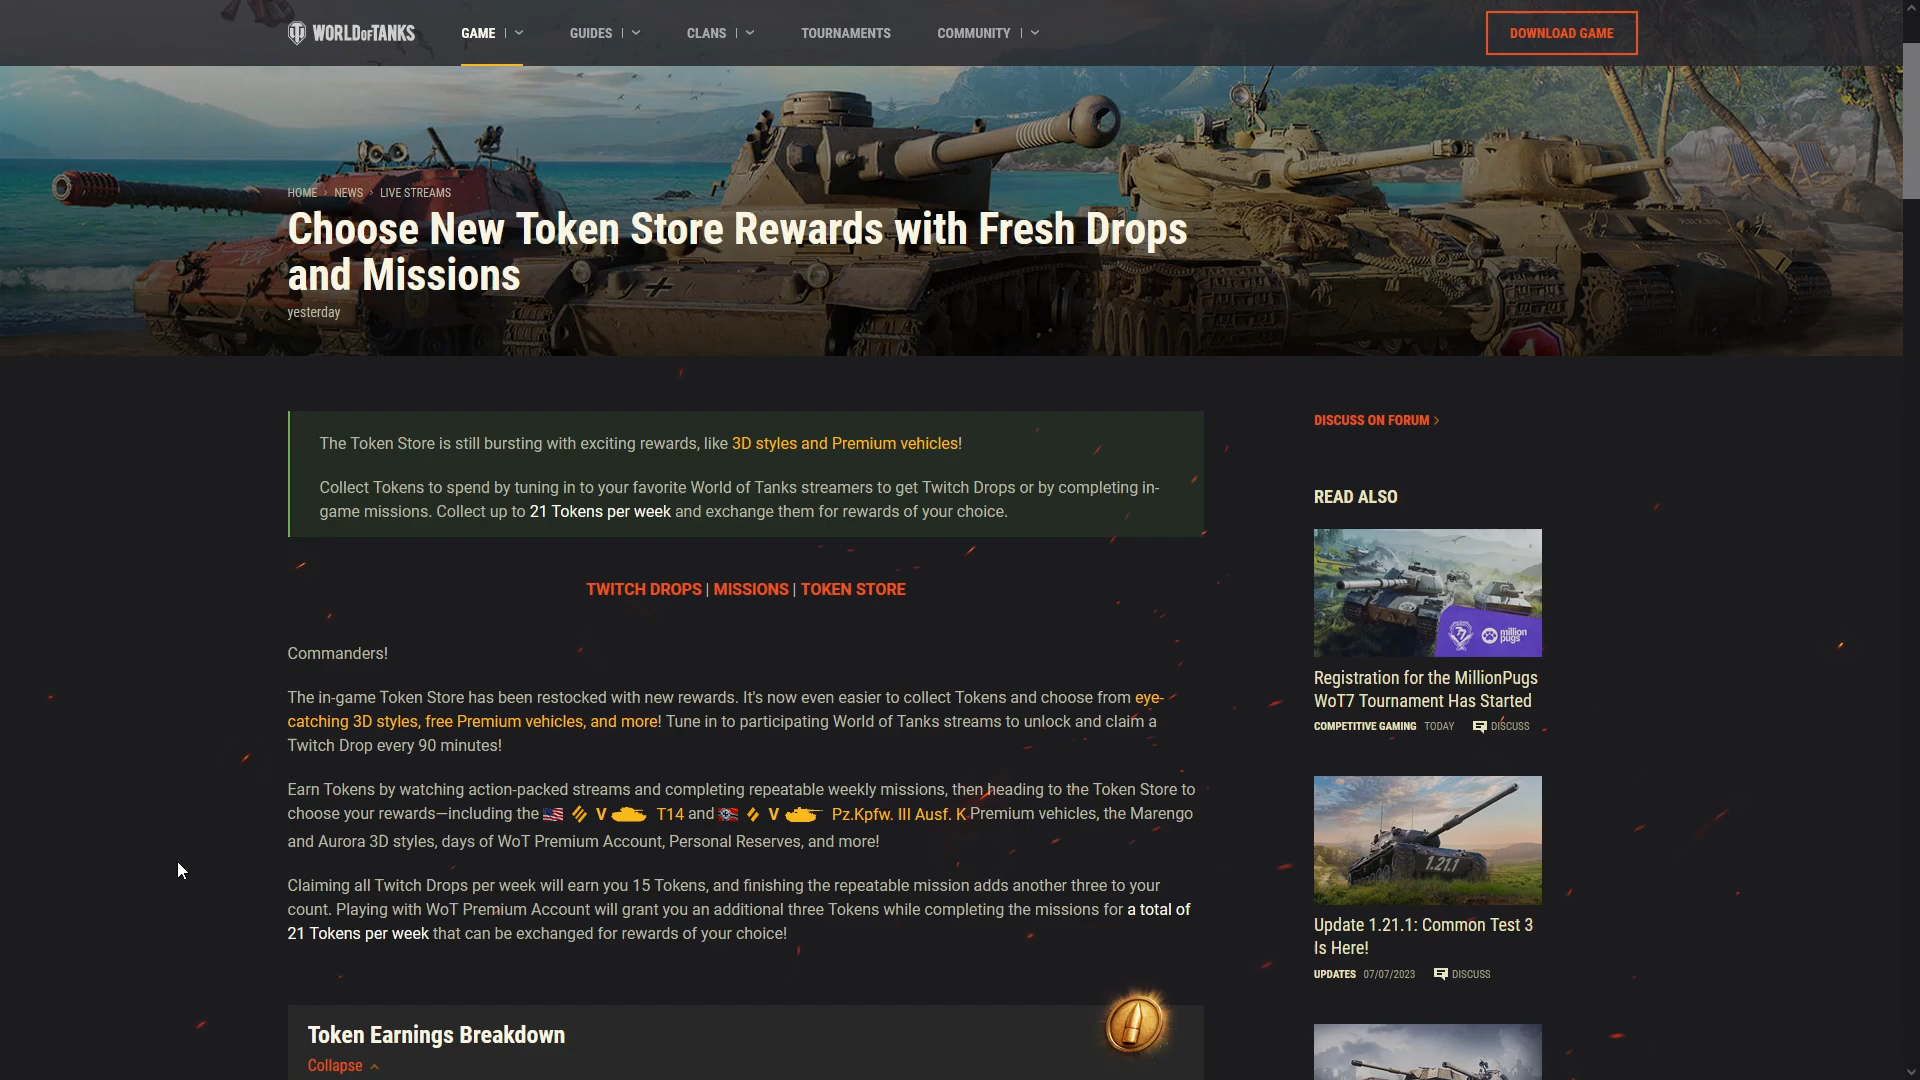 WORLD OF TANKS
GAME
GUIDES
CLANS
TOURNAMENTS
COMMUNITY
DOWNLOAD GAME
HOME › NEWS › LIVE STREAMS
Choose New Token Store Rewards with Fresh Drops
and Missions
yesterday
The Token Store is still bursting with exciting rewards, like 3D styles and Premium vehicles!
Collect Tokens to spend by tuning in to your favorite World of Tanks streamers to get Twitch Drops or by completing in-
game missions. Collect up to 21 Tokens per week and exchange them for rewards of your choice.
TWITCH DROPS | MISSIONS | TOKEN STORE
Commanders!
The in-game Token Store has been restocked with new rewards. It's now even easier to collect Tokens and choose from eye-
catching 3D styles, free Premium vehicles, and more! Tune in to participating World of Tanks streams to unlock and claim a
Twitch Drop every 90 minutes!
Earn Tokens by watching action-packed streams and completing repeatable weekly missions, then heading to the Token Store to
choose your rewards—including the V T14 and V Pz.Kpfw. III Ausf. K Premium vehicles, the Marengo
and Aurora 3D styles, days of WoT Premium Account, Personal Reserves, and more!
Claiming all Twitch Drops per week will earn you 15 Tokens, and finishing the repeatable mission adds another three to your
count. Playing with WoT Premium Account will grant you an additional three Tokens while completing the missions for a total of
21 Tokens per week that can be exchanged for rewards of your choice!
Token Earnings Breakdown
Collapse
DISCUSS ON FORUM ›
READ ALSO
million
pugs
Registration for the MillionPugs
WoT7 Tournament Has Started
COMPETITIVE GAMING TODAY DISCUSS
1.21.1
Update 1.21.1: Common Test 3
Is Here!
UPDATES 07/07/2023 DISCUSS